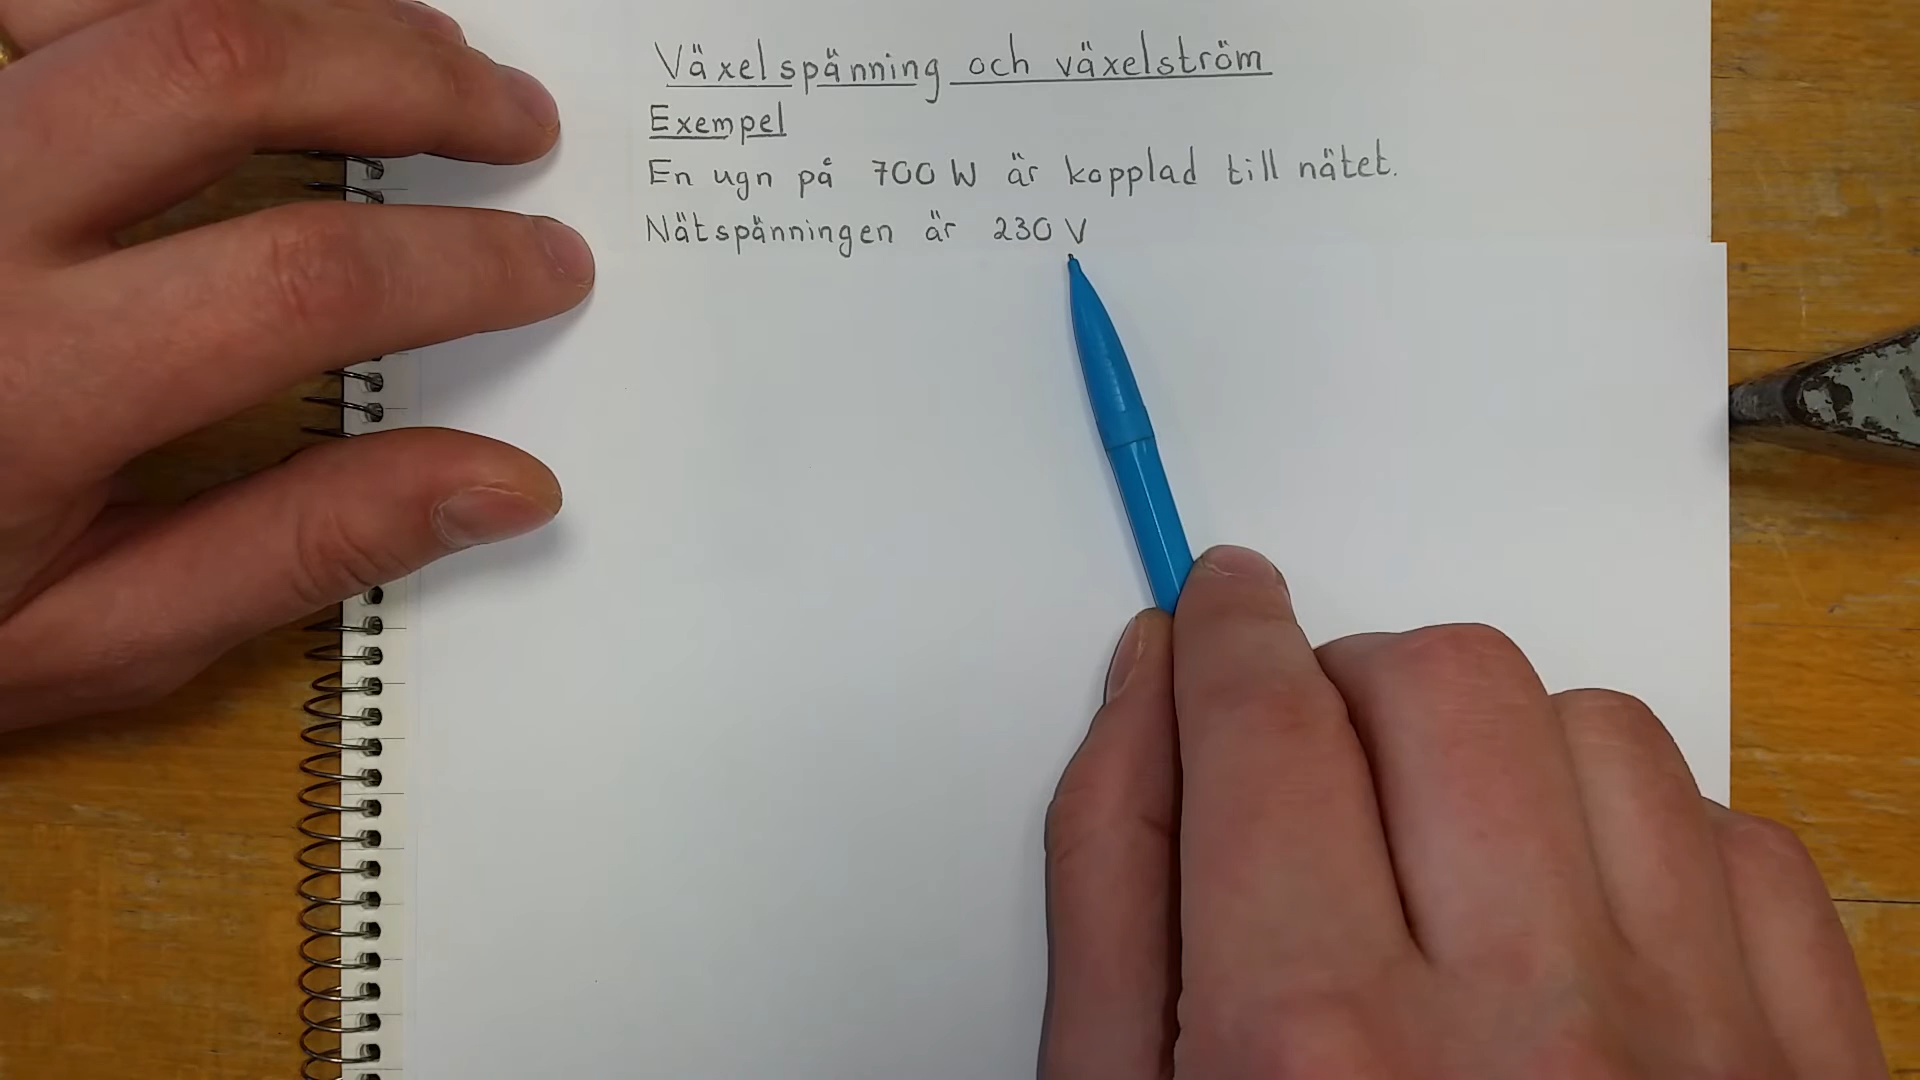 Växelspänning och växelström
Exempel
En ugn på 700 W är kopplad till nätet.
Nätspänningen är 230 V